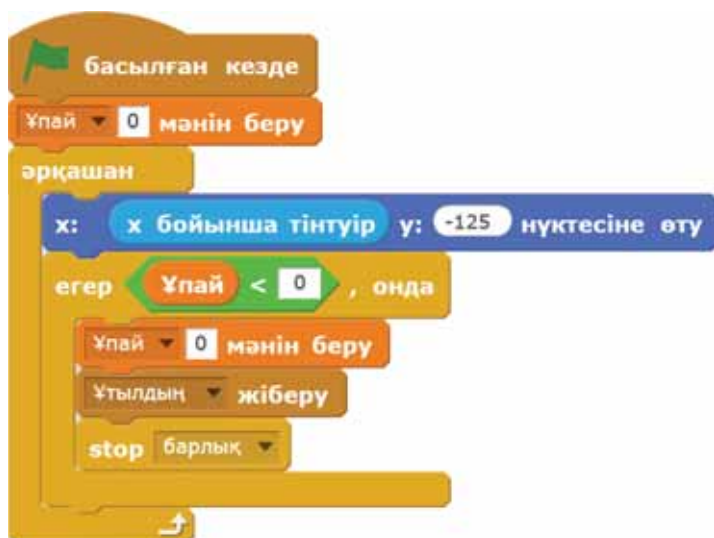 басылған кезде
Ұпай 0 мәнін беру
әрқашан
x: x бойынша тінтуір y: -125 нүктесіне өту
егер Ұпай < 0 , онда
Ұпай 0 мәнін беру
Ұтылдың жіберу
stop барлық